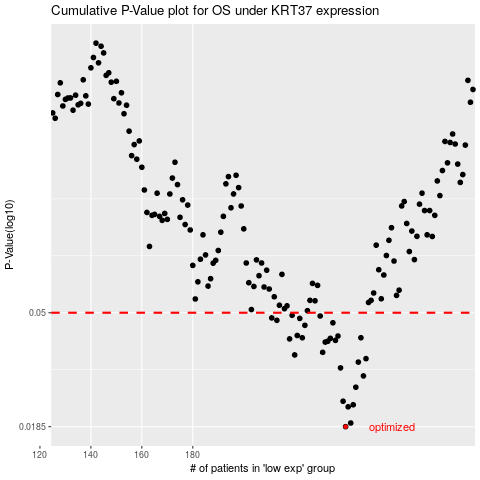 Cumulative P-Value plot for OS under KRT37 expression
P-Value(log10)
0.05
0.0185
optimized
120 140 160 180
# of patients in 'low exp' group